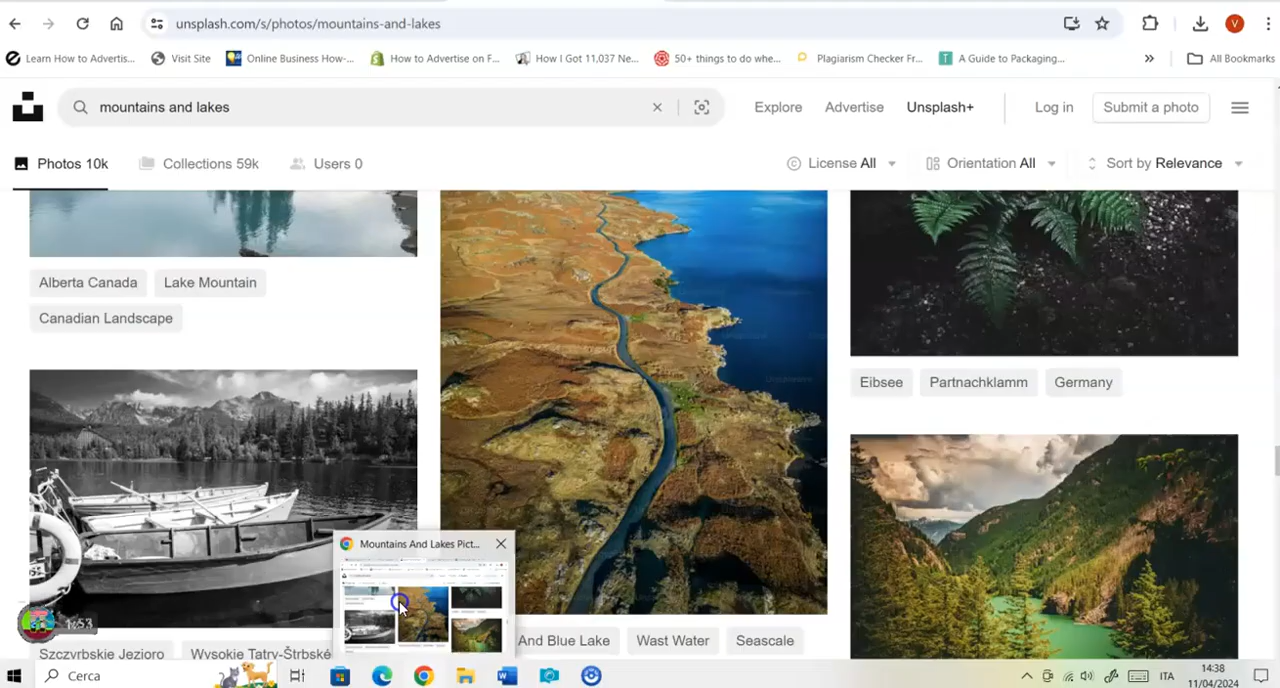 unsplash.com/s/photos/mountains-and-lakes
V
Learn How to Advertis...
Visit Site
Online Business How-...
How to Advertise on F...
How I Got 11,037 Ne...
50+ things to do whe...
Plagiarism Checker Fr...
A Guide to Packaging...
»
All Bookmarks
mountains and lakes
Explore
Advertise
Unsplash+
Log in
Submit a photo
Photos 10k
Collections 59k
Users 0
License All
Orientation All
Sort by Relevance
Alberta Canada
Lake Mountain
Canadian Landscape
Eibsee
Partnachklamm
Germany
Mountains And Lakes Pict...
And Blue Lake
Wast Water
Seascale
Szczyrbskie Jezioro
Wysokie Tatry-Štrbské
1:53
Cerca
ITA
14:38
11/04/2024